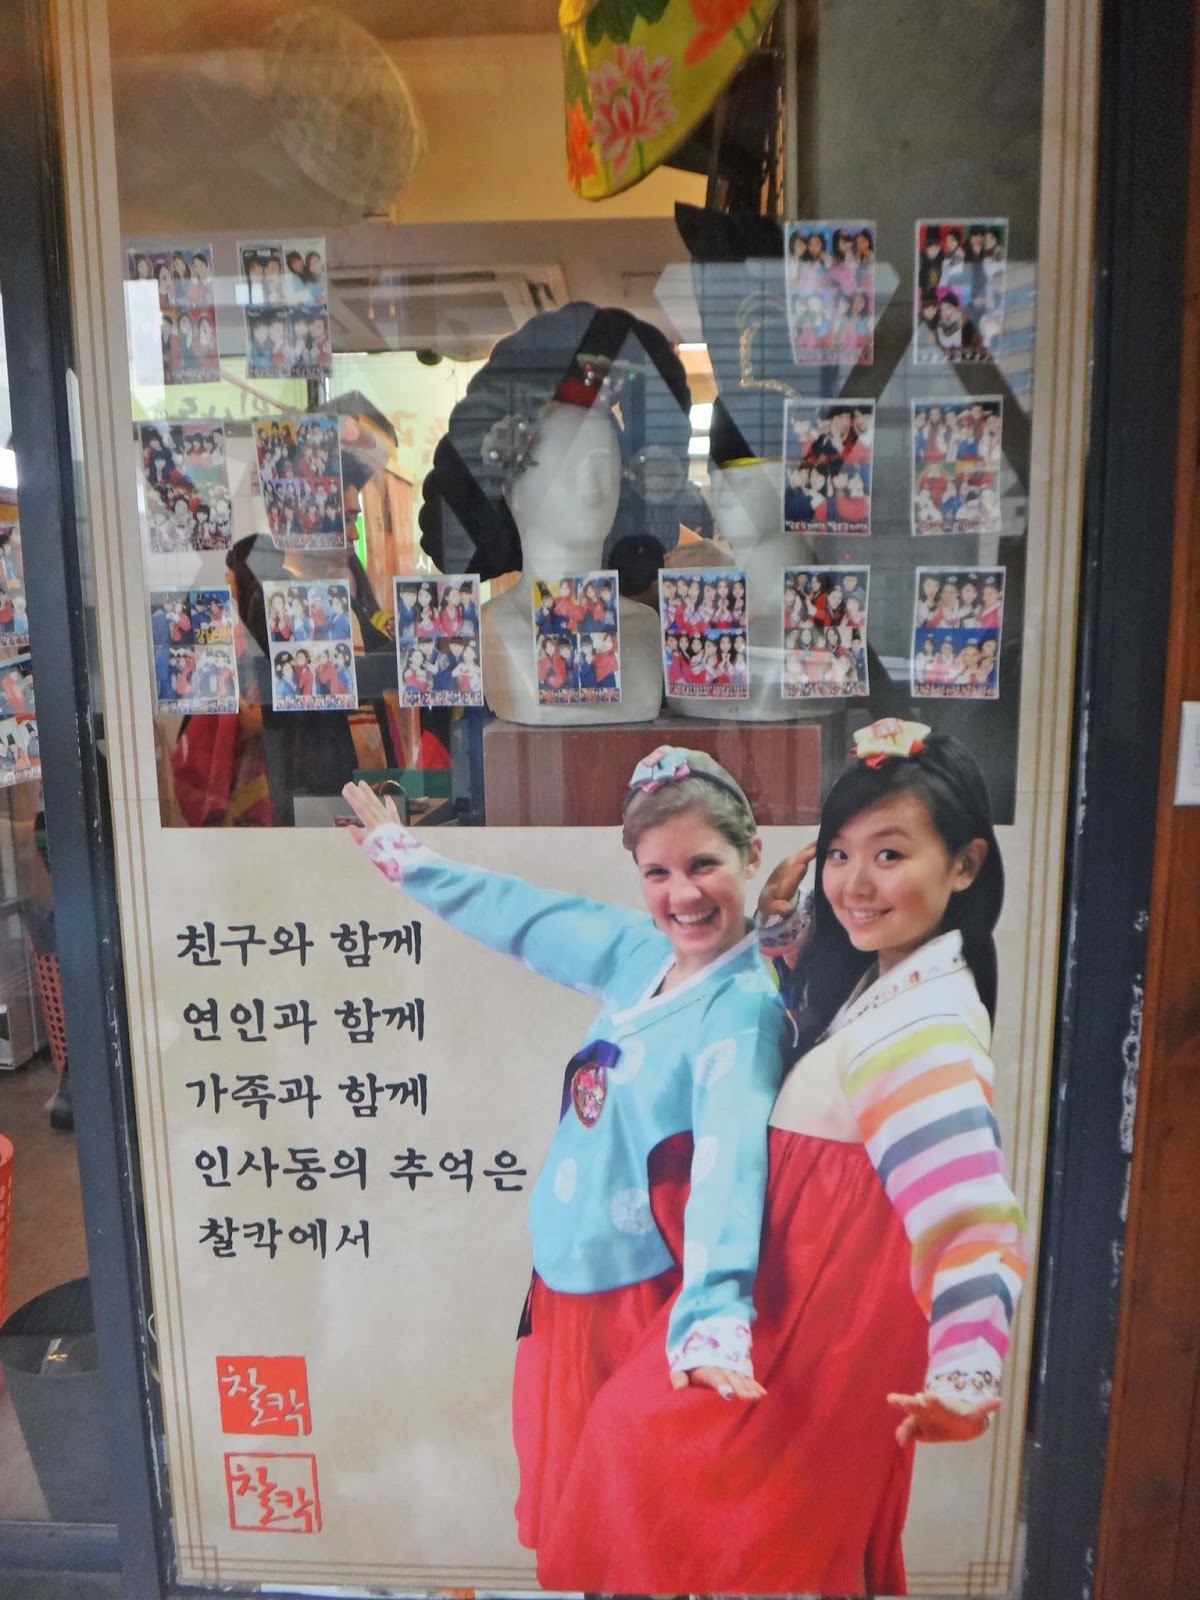 친구와 함께
연인과 함께
가족과 함께
인사동의 추억은
찰칵에서
찰칵
찰칵